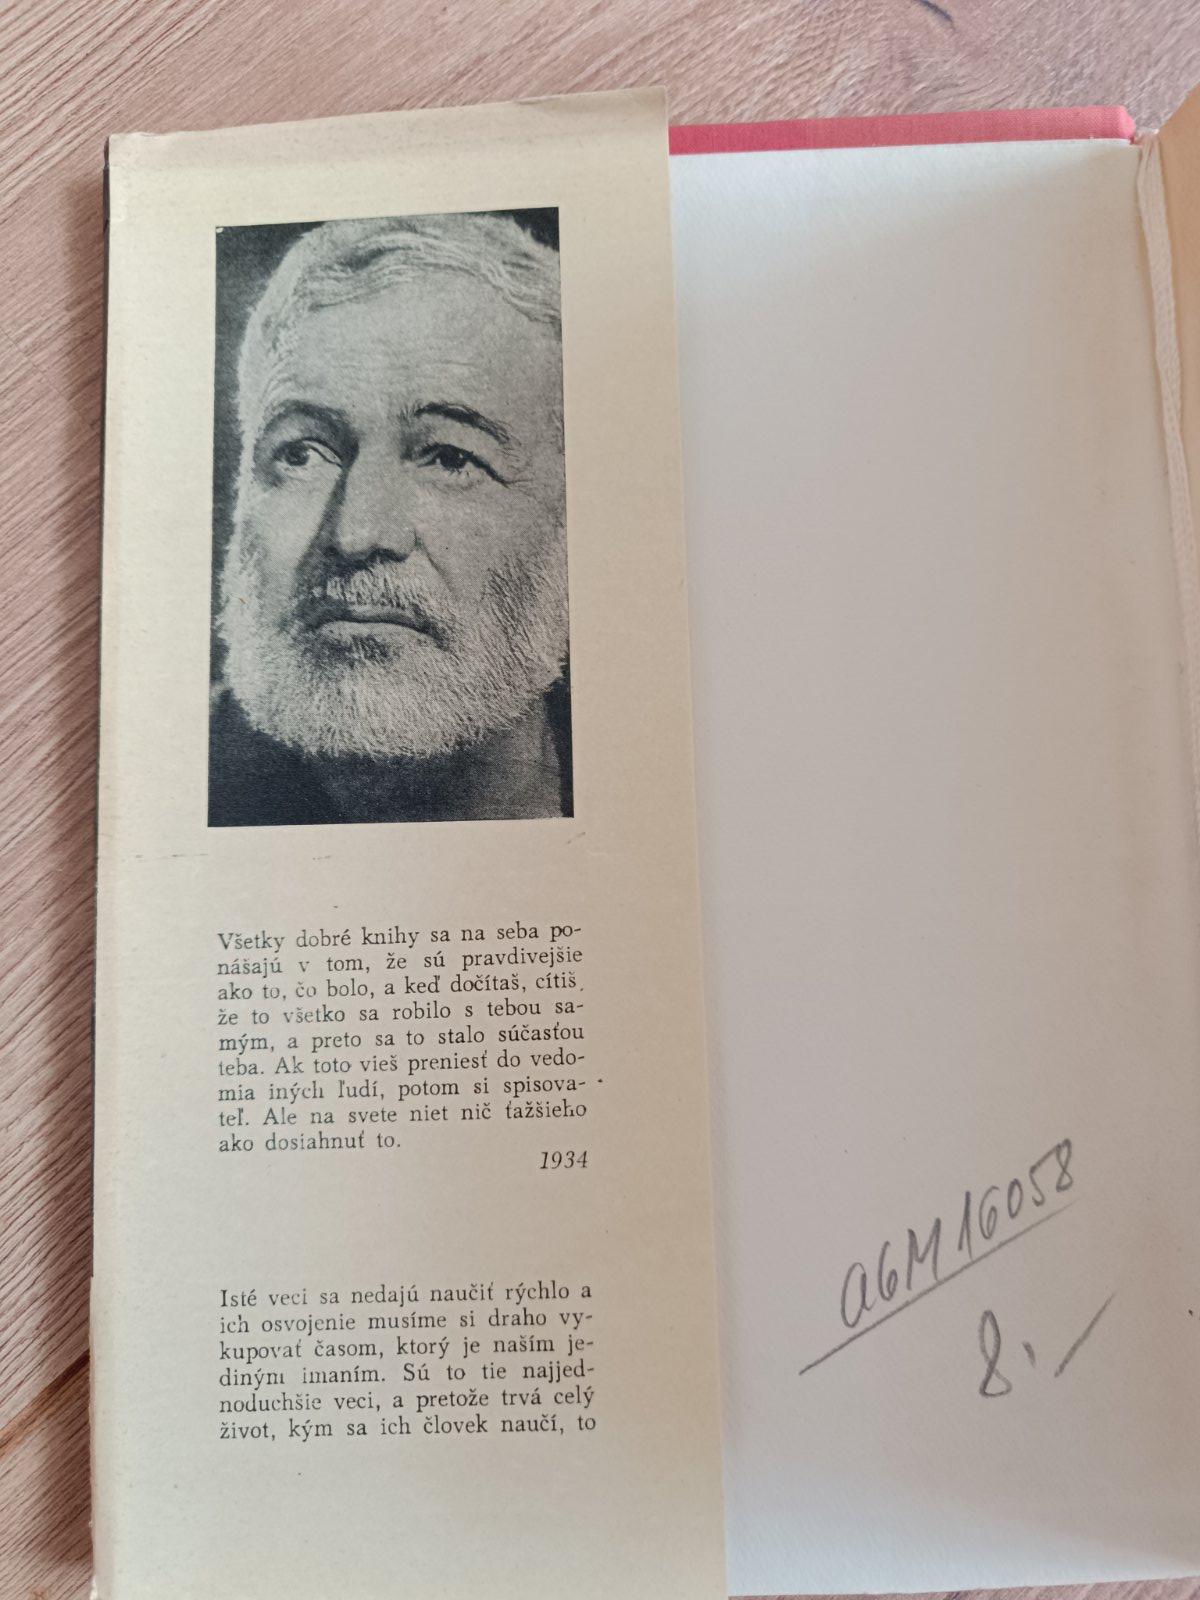 Všetky dobré knihy sa na seba po-
nášajú v tom, že sú pravdivejšie
ako to, čo bolo, a keď dočítaš, cítiš,
že to všetko sa robilo s tebou sa-
mým, a preto sa to stalo súčasťou
teba. Ak toto vieš preniesť do vedo-
mia iných ľudí, potom si spisova-
teľ. Ale na svete niet nič ťažšieho
ako dosiahnuť to.
1934
Isté veci sa nedajú naučiť rýchlo a
ich osvojenie musíme si draho vy-
kupovať časom, ktorý je naším je-
diným imaním. Sú to tie najjed-
noduchšie veci, a pretože trvá celý
život, kým sa ich človek naučí, to
a6M 16058
8.-